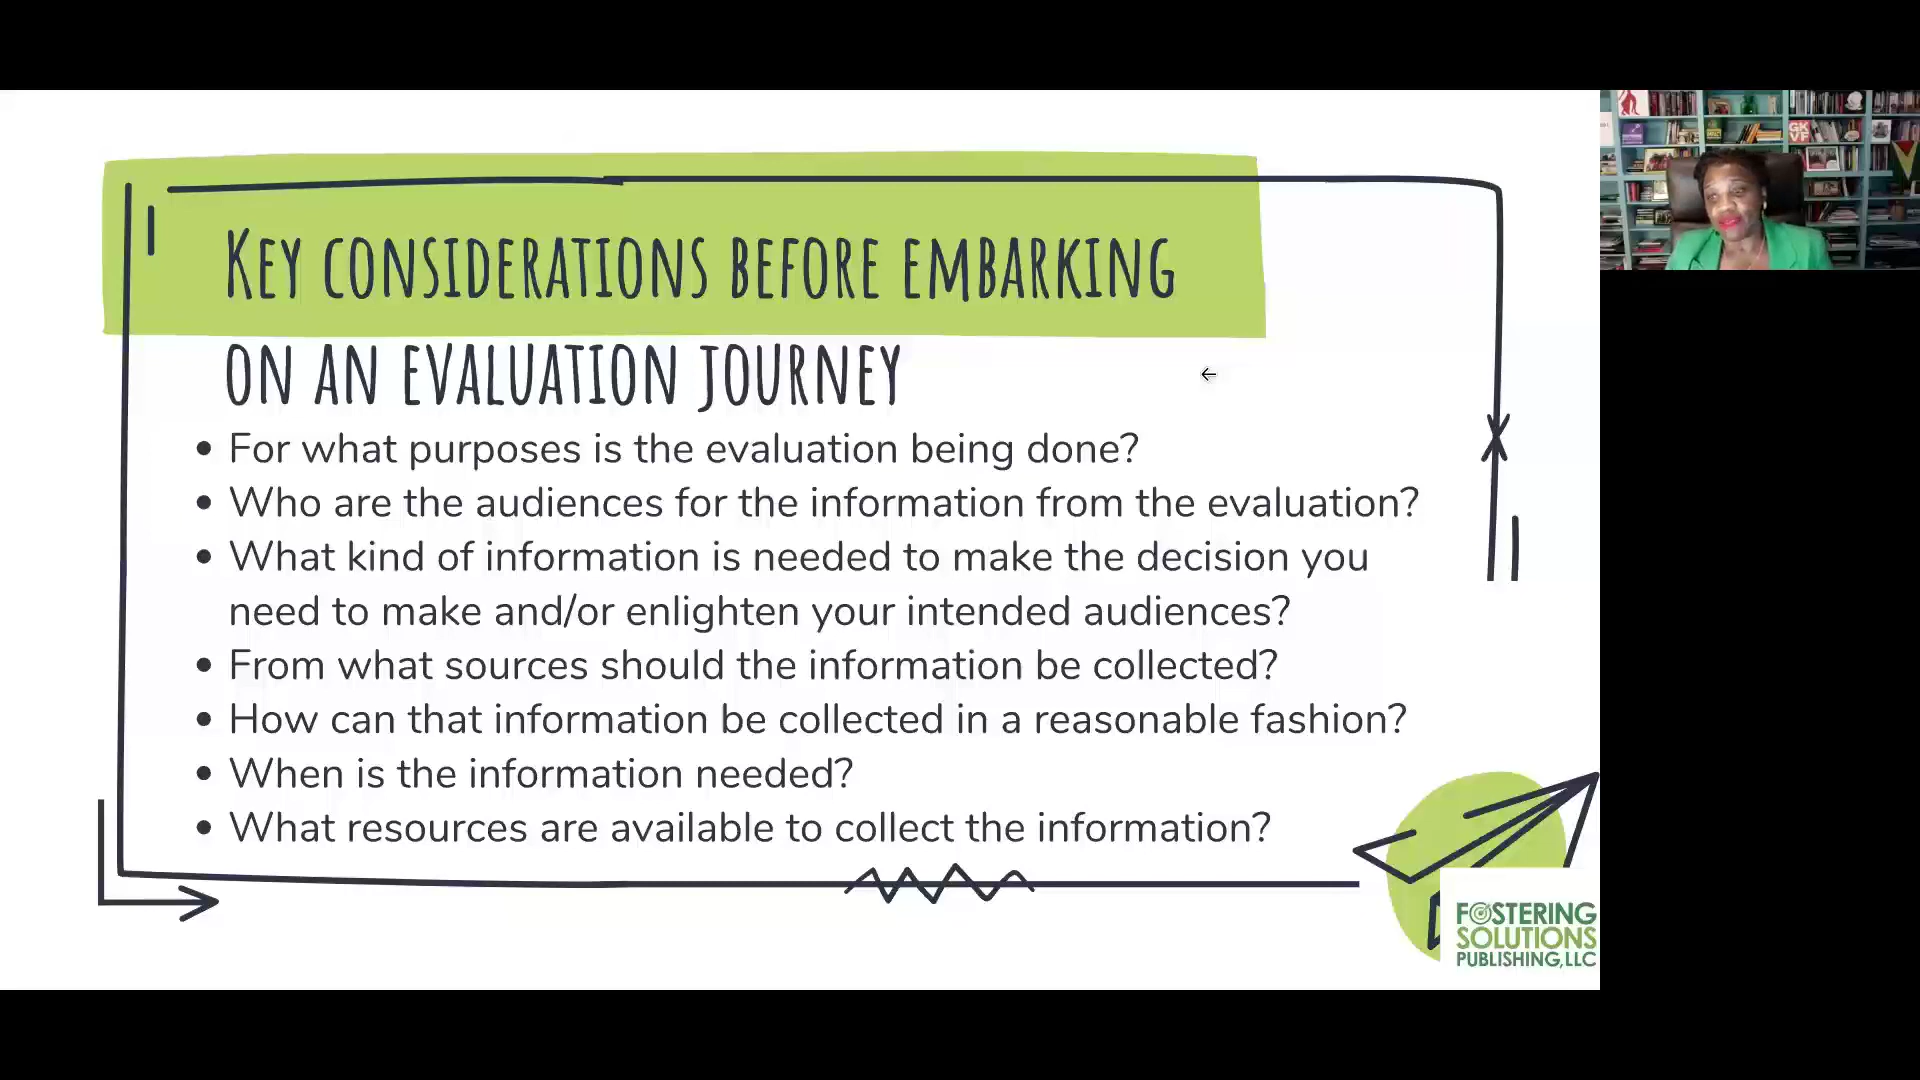 Key considerations before embarking
on an evaluation journey
• For what purposes is the evaluation being done?
• Who are the audiences for the information from the evaluation?
• What kind of information is needed to make the decision you
need to make and/or enlighten your intended audiences?
• From what sources should the information be collected?
• How can that information be collected in a reasonable fashion?
• When is the information needed?
• What resources are available to collect the information?
FOSTERING
SOLUTIONS
PUBLISHING, LLC
GK
VF